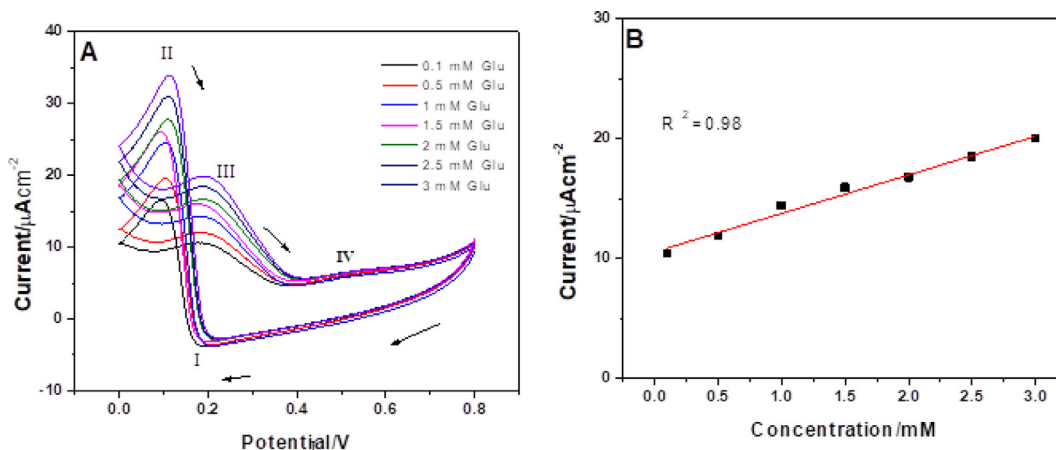 A
40
30
20
10
0
-10
Current/µAcm-2
0.0 0.2 0.4 0.6 0.8
Potential/V
I
II
III
IV
0.1 mM Glu
0.5 mM Glu
1 mM Glu
1.5 mM Glu
2 mM Glu
2.5 mM Glu
3 mM Glu
B
30
20
10
0
Current/µAcm-2
R2=0.98
0.0 0.5 1.0 1.5 2.0 2.5 3.0
Concentration/mM